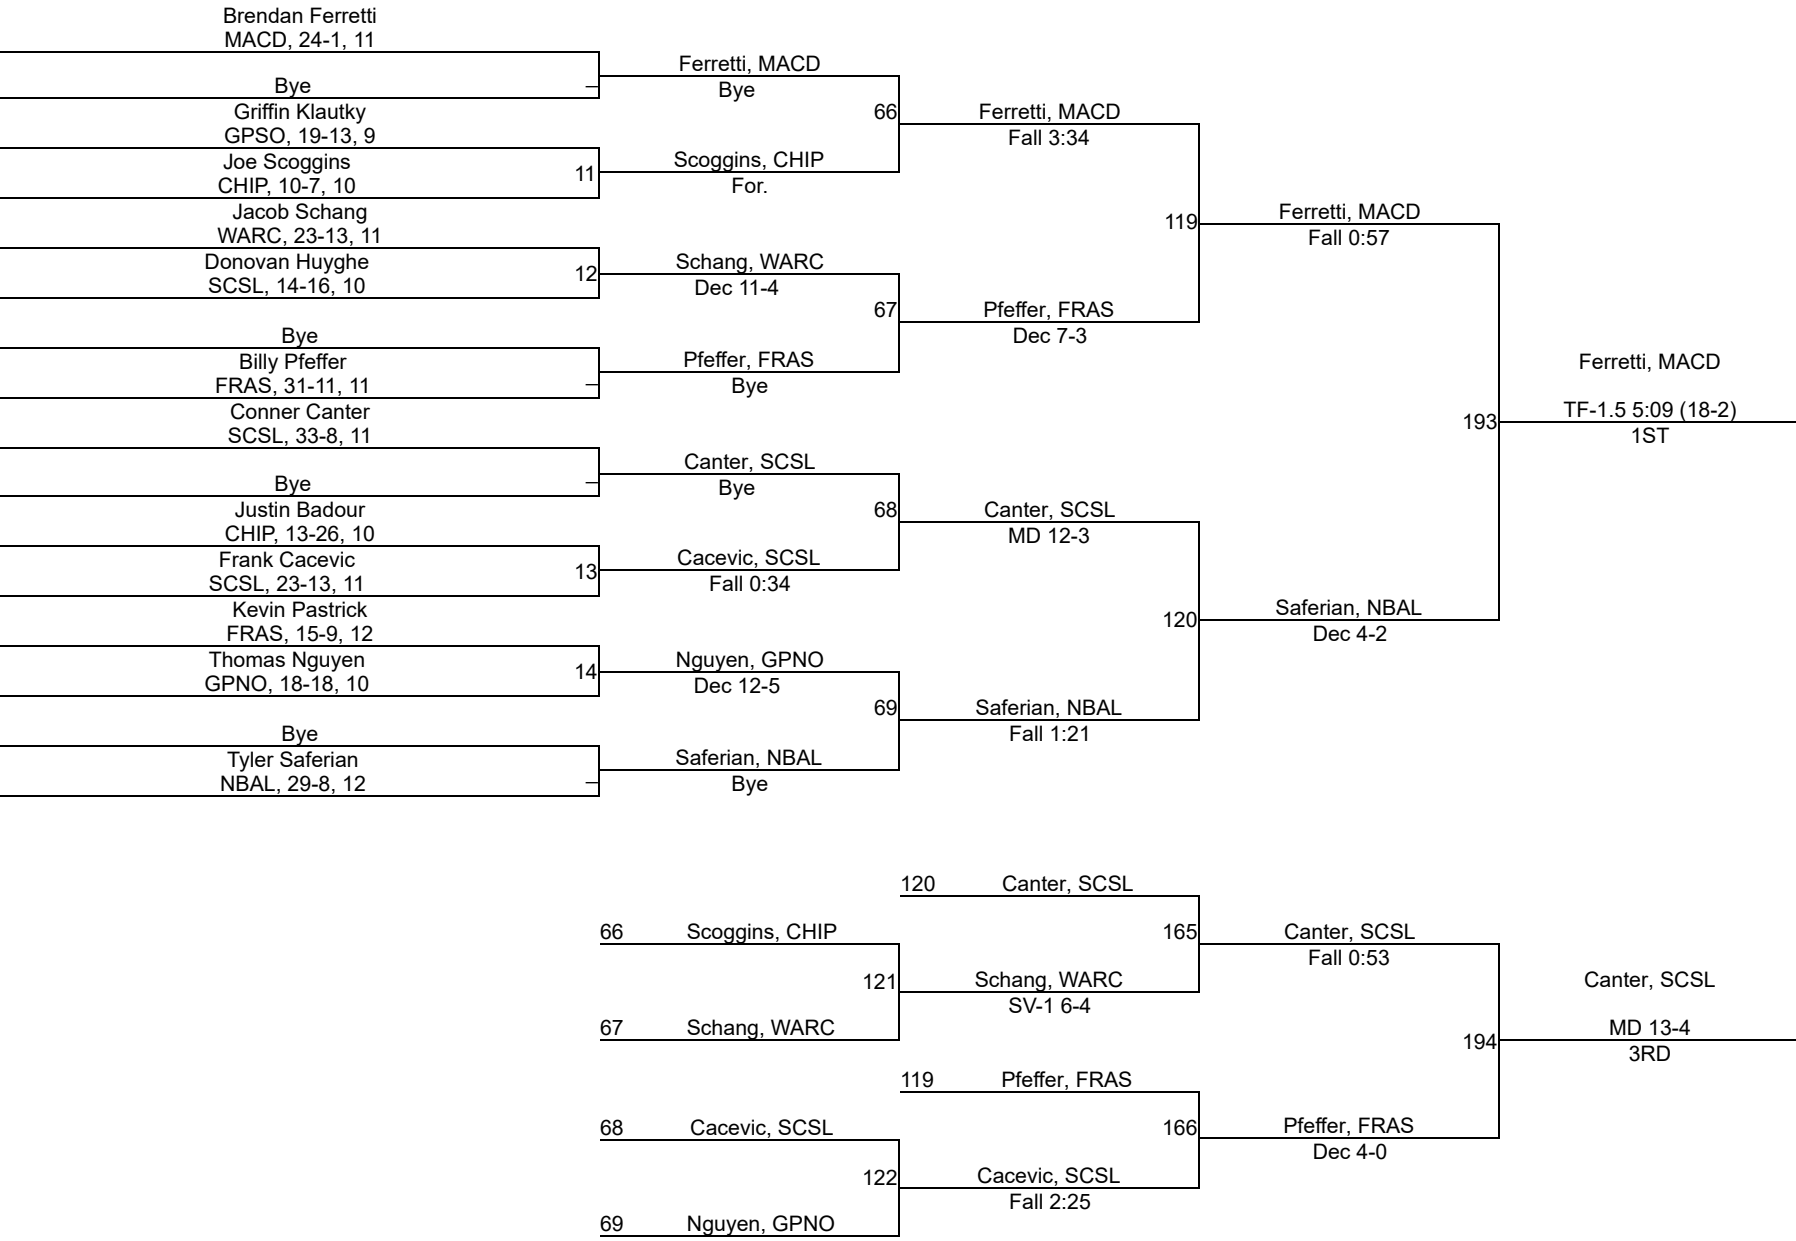 Brendan Ferretti
MACD, 24-1, 11
Bye
–
Griffin Klautky
GPSO, 19-13, 9
Joe Scoggins
CHIP, 10-7, 10
11
Jacob Schang
WARC, 23-13, 11
Donovan Huyghe
SCSL, 14-16, 10
12
Bye
Billy Pfeffer
FRAS, 31-11, 11
–
Conner Canter
SCSL, 33-8, 11
Bye
–
Justin Badour
CHIP, 13-26, 10
Frank Cacevic
SCSL, 23-13, 11
13
Kevin Pastrick
FRAS, 15-9, 12
Thomas Nguyen
GPNO, 18-18, 10
14
Bye
Tyler Saferian
NBAL, 29-8, 12
–
Ferretti, MACD
Bye
66
Scoggins, CHIP
For.
Schang, WARC
Dec 11-4
67
Pfeffer, FRAS
Bye
Canter, SCSL
Bye
68
Cacevic, SCSL
Fall 0:34
Nguyen, GPNO
Dec 12-5
69
Saferian, NBAL
Bye
Ferretti, MACD
Fall 3:34
119
Pfeffer, FRAS
Dec 7-3
Canter, SCSL
MD 12-3
120
Saferian, NBAL
Fall 1:21
Ferretti, MACD
Fall 0:57
193
Saferian, NBAL
Dec 4-2
Ferretti, MACD
TF-1.5 5:09 (18-2)
1ST
66 Scoggins, CHIP
121
67 Schang, WARC
68 Cacevic, SCSL
122
69 Nguyen, GPNO
120 Canter, SCSL
165
Schang, WARC
SV-1 6-4
119 Pfeffer, FRAS
166
Cacevic, SCSL
Fall 2:25
Canter, SCSL
Fall 0:53
194
Pfeffer, FRAS
Dec 4-0
Canter, SCSL
MD 13-4
3RD